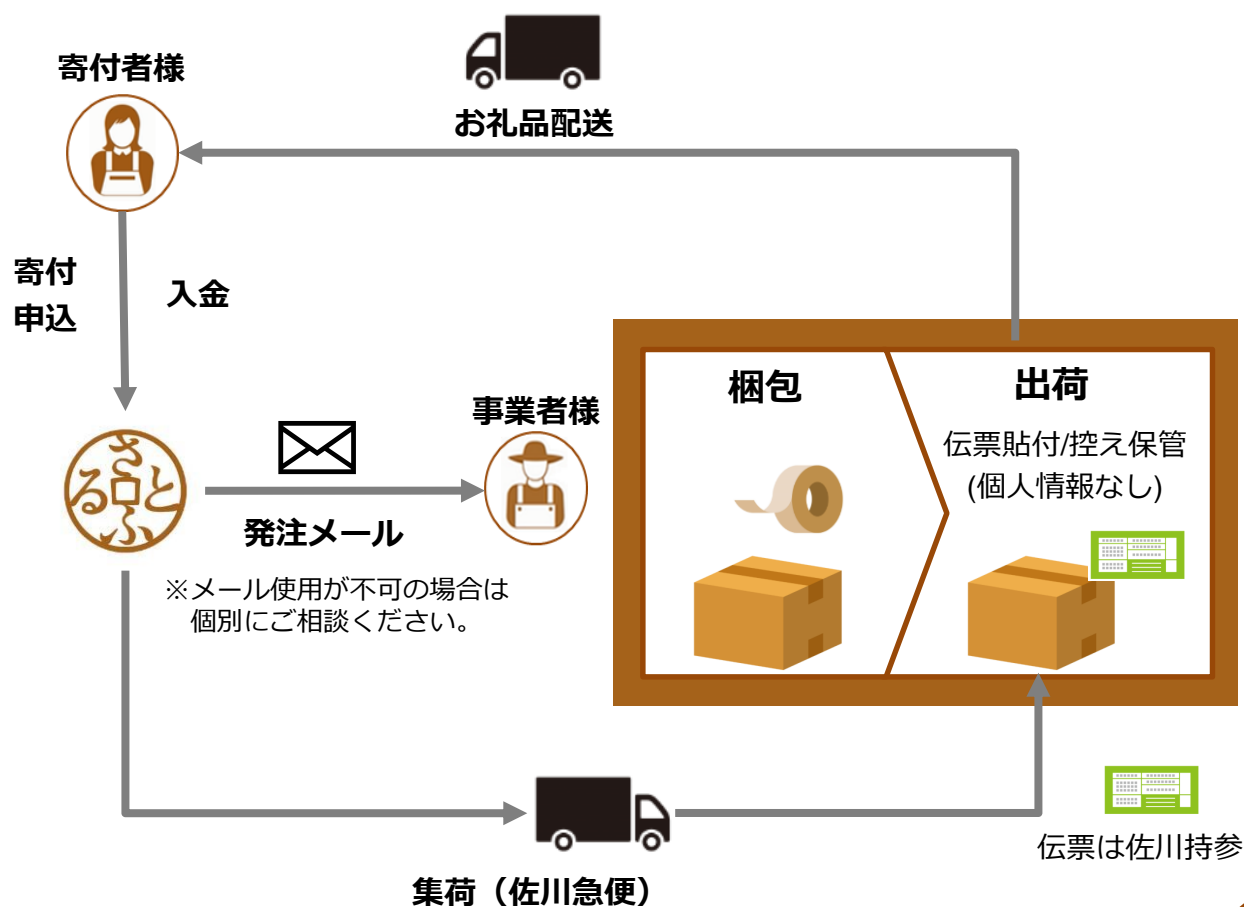 寄付者様
お礼品配送
寄付
申込
入金
さとふる
事業者様
発注メール
※メール使用が不可の場合は
個別にご相談ください。
梱包
出荷
伝票貼付/控え保管
(個人情報なし)
伝票は佐川持参
集荷（佐川急便）